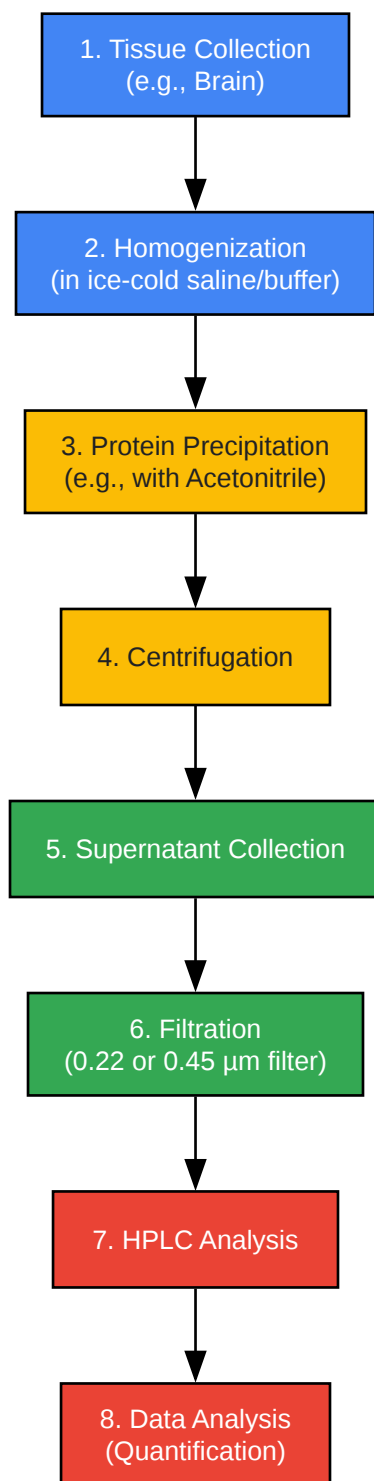 1. Tissue Collection
(e.g., Brain)
2. Homogenization
(in ice-cold saline/buffer)
3. Protein Precipitation
(e.g., with Acetonitrile)
4. Centrifugation
5. Supernatant Collection
6. Filtration
(0.22 or 0.45 µm filter)
7. HPLC Analysis
8. Data Analysis
(Quantification)